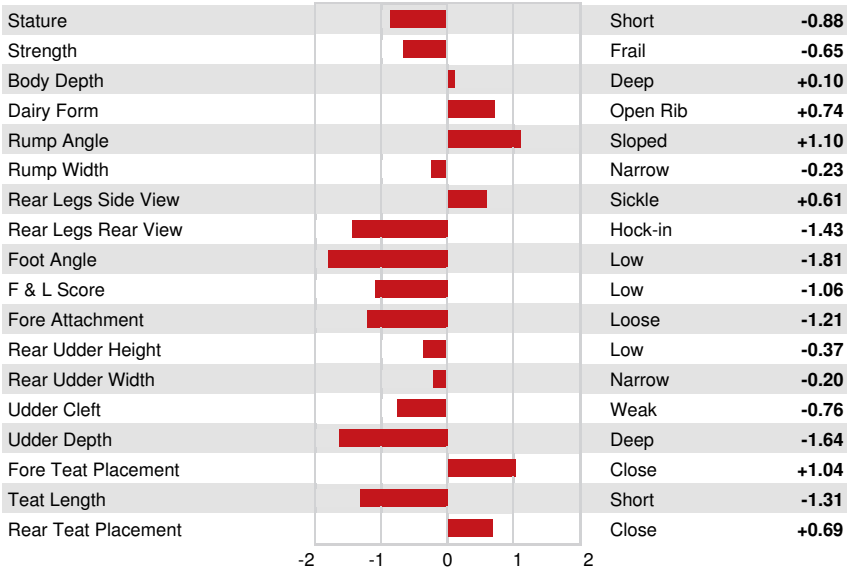 Stature Short -0.88
Strength Frail -0.65
Body Depth Deep +0.10
Dairy Form Open Rib +0.74
Rump Angle Sloped +1.10
Rump Width Narrow -0.23
Rear Legs Side View Sickle +0.61
Rear Legs Rear View Hock-in -1.43
Foot Angle Low -1.81
F & L Score Low -1.06
Fore Attachment Loose -1.21
Rear Udder Height Low -0.37
Rear Udder Width Narrow -0.20
Udder Cleft Weak -0.76
Udder Depth Deep -1.64
Fore Teat Placement Close +1.04
Teat Length Short -1.31
Rear Teat Placement Close +0.69
-2 -1 0 1 2